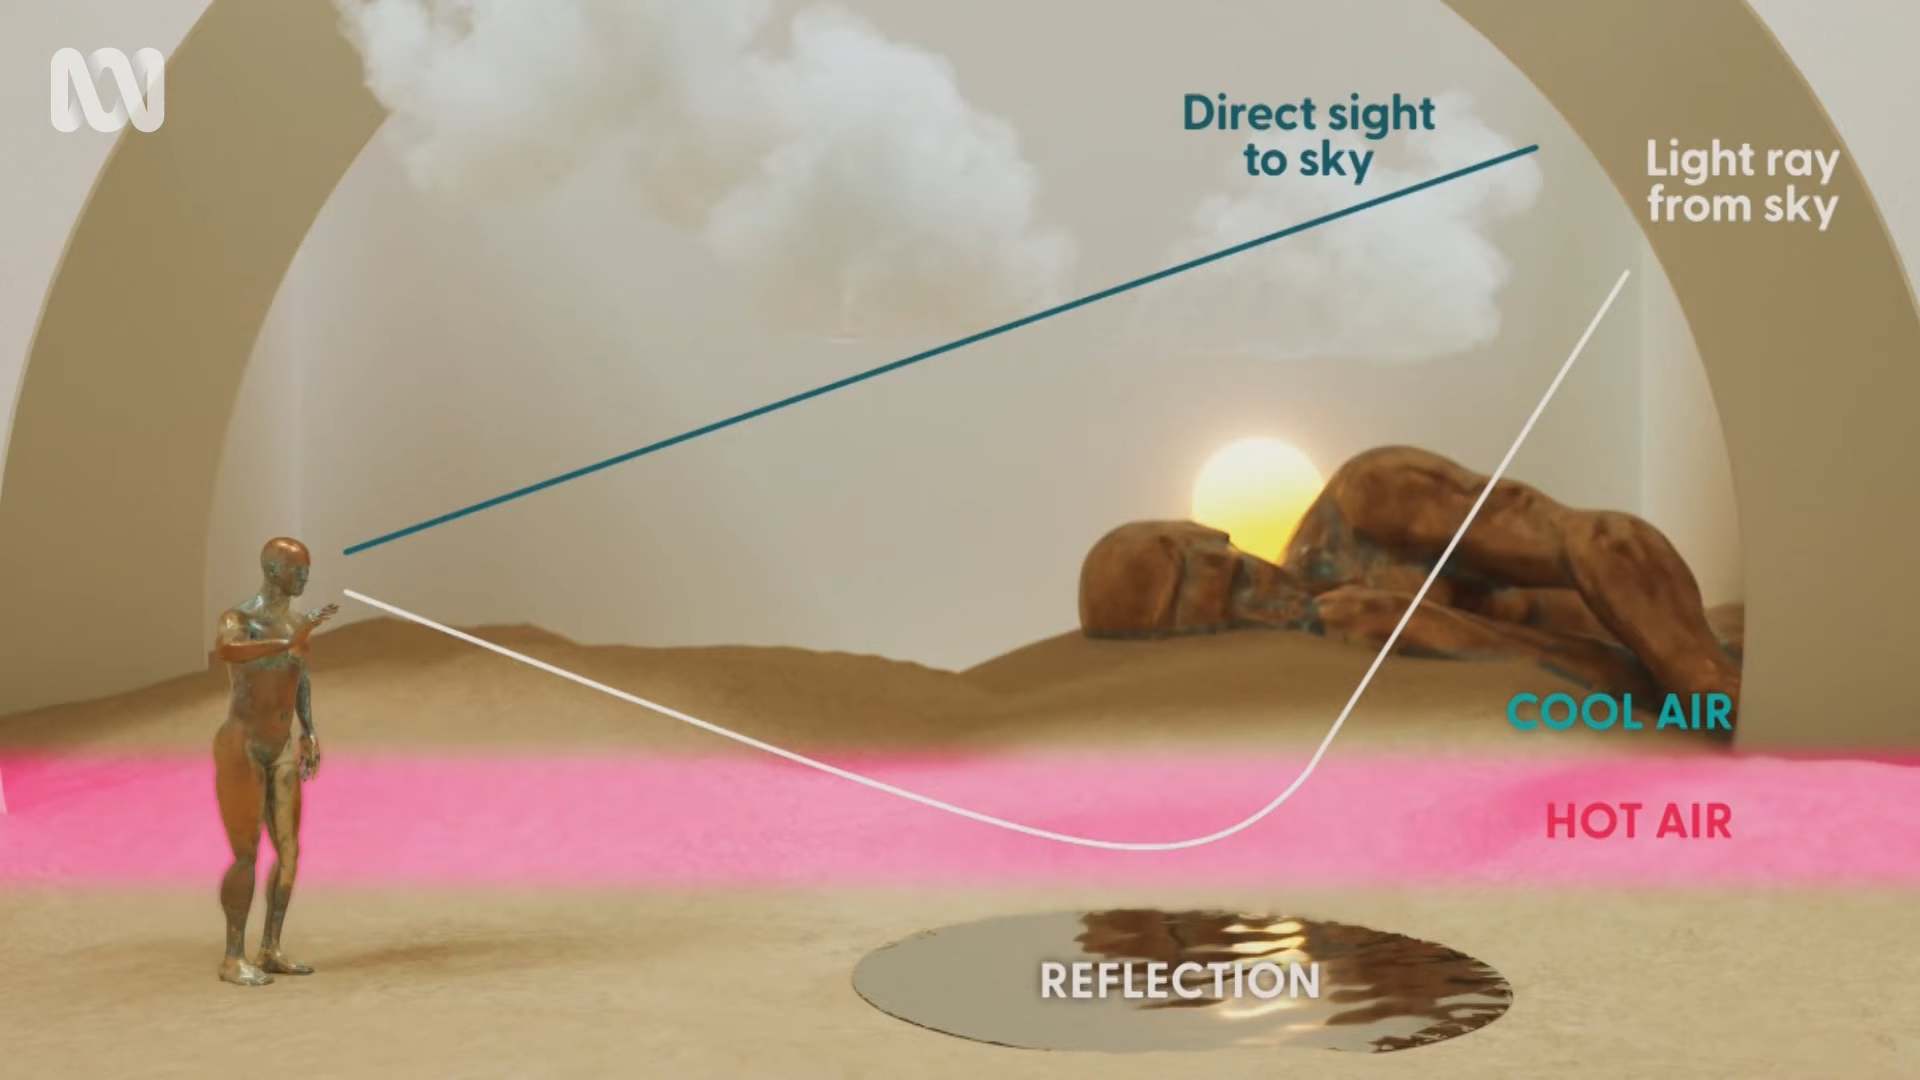 Direct sight
to sky
Light ray
from sky
COOL AIR
HOT AIR
REFLECTION